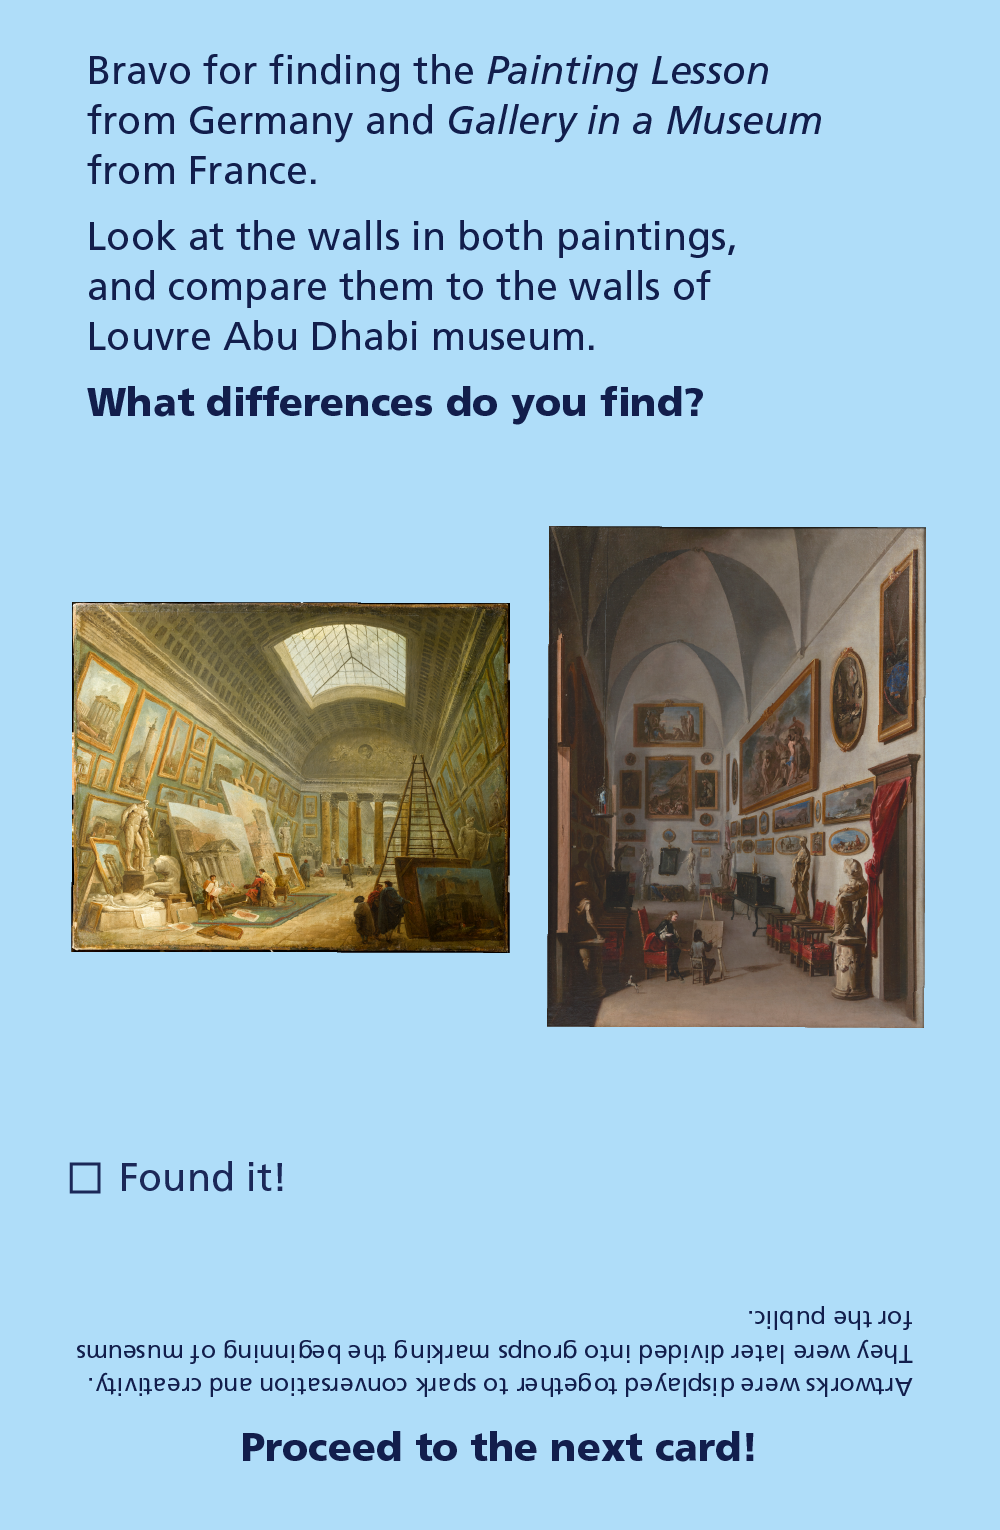 Bravo for finding the Painting Lesson
from Germany and Gallery in a Museum
from France.
Look at the walls in both paintings,
and compare them to the walls of
Louvre Abu Dhabi museum.
What differences do you find?
Found it!
Artworks were displayed together to spark conversation and creativity.
They were later divided into groups marking the beginning of museums
for the public.
Proceed to the next card!